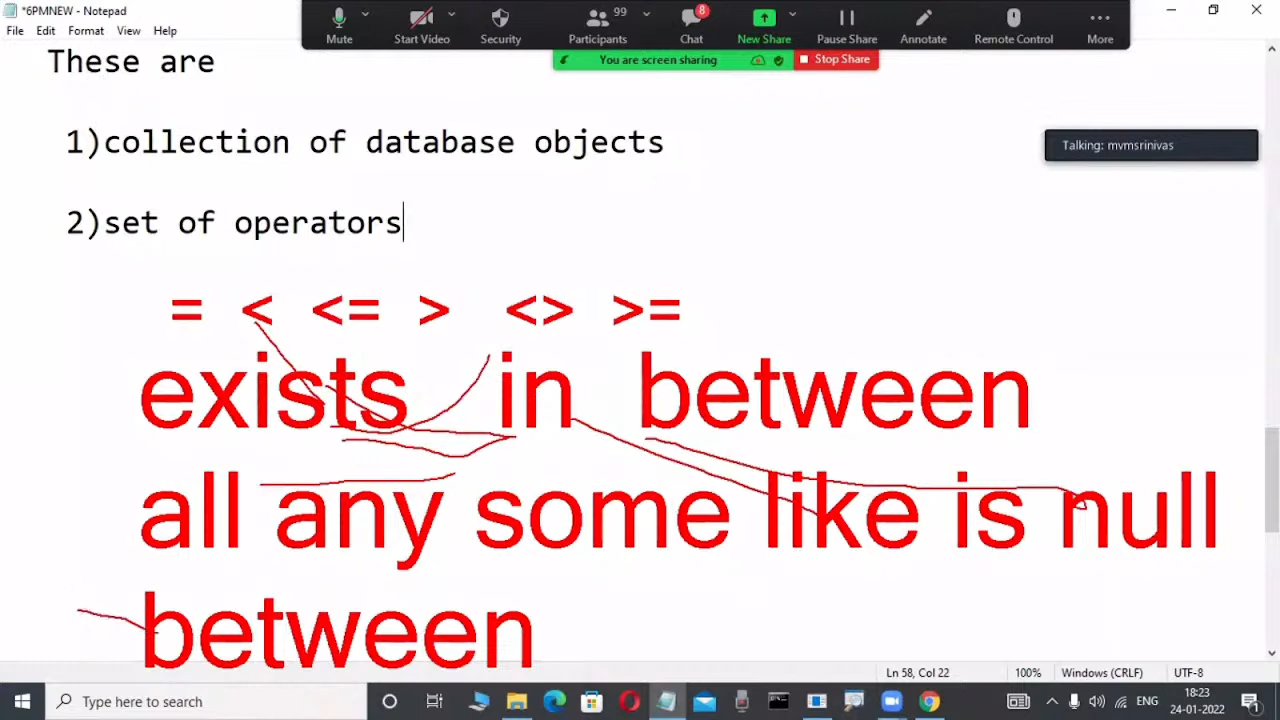 *6PMNEW - Notepad
File Edit Format View Help
99
8
Mute Start Video Security Participants Chat New Share Pause Share Annotate Remote Control More
You are screen sharing Stop Share
Talking: mvmsrinivas
These are
1)collection of database objects
2)set of operators
= < <= > <> >=
exists in between
all any some like is null
between
Ln 58, Col 22 100% Windows (CRLF) UTF-8
Type here to search
ENG
18:23
24-01-2022
1